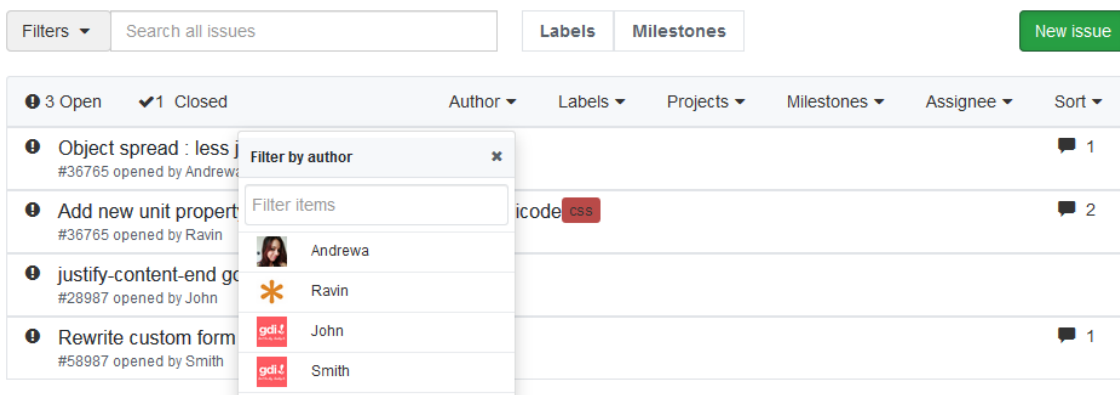 Filters Search all issues Labels Milestones New issue
3 Open 1 Closed Author Labels Projects Milestones Assignee Sort
Object spread : less j 1
#36765 opened by Andrewa
Filter by author
Filter items
Add new unit property icode css 2
#36765 opened by Ravin
Andrewa
justify-content-end go
#28987 opened by John
Ravin
John
Rewrite custom form 1
#58987 opened by Smith
gdi
gdi
Smith